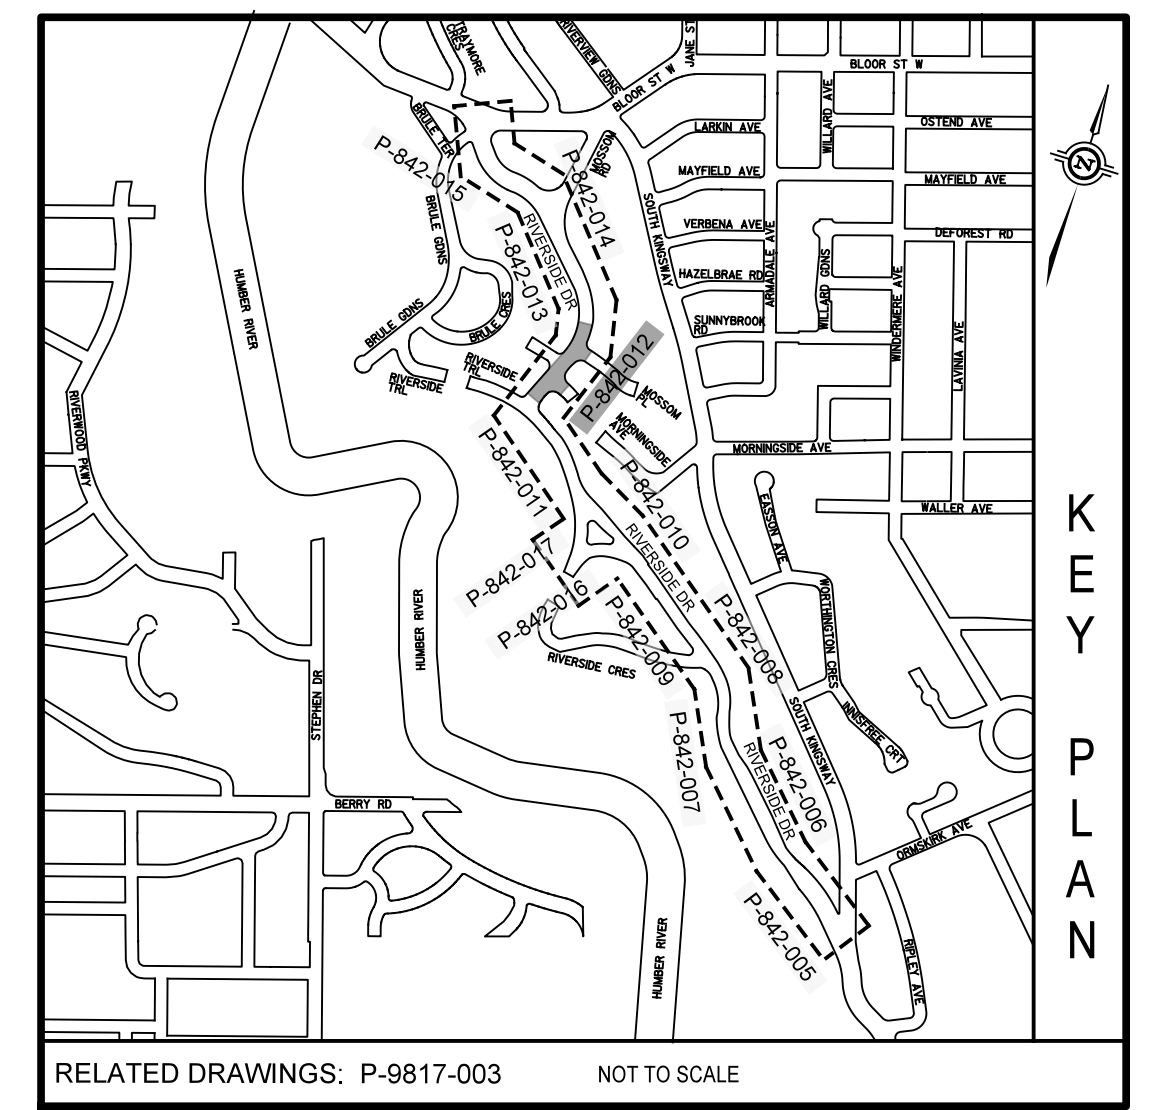 TRAYMORE
CRES
RIVERVIEW GDNS
JANE ST
BLOOR ST W
BLOOR ST W
BRULE TER
MOSSOM
RD
LARKIN AVE
WILLARD AVE
OSTEND AVE
P-842-015
P-842-014
MAYFIELD AVE
MAYFIELD AVE
BRULE GDNS
RIVERSIDE DR
SOUTH KINGSWAY
VERBENA AVE
ARMADALE AVE
DEFOREST RD
P-842-013
HUMBER RIVER
HAZELBRAE RD
WILLARD GDNS
WINDERMERE AVE
BRULE GDNS
BRULE CRES
SUNNYBROOK
RD
LAVINIA AVE
P-842-012
RIVERSIDE
TRL
RIVERSIDE
TRL
MOSSOM
PL
RIVERWOOD PKWY
MORNINGSIDE
AVE
MORNINGSIDE AVE
P-842-011
P-842-010
EASSON AVE
WALLER AVE
RIVERSIDE DR
P-842-017
P-842-016
HUMBER RIVER
P-842-009
P-842-008
WORTHINGTON CRES
RIVERSIDE CRES
STEPHEN DR
SOUTH KINGSWAY
INNISFREE CRT
P-842-007
RIVERSIDE DR
P-842-006
BERRY RD
ORMSKIRK AVE
P-842-005
HUMBER RIVER
RIPLEY AVE
N
KEY PLAN
RELATED DRAWINGS: P-9817-003
NOT TO SCALE